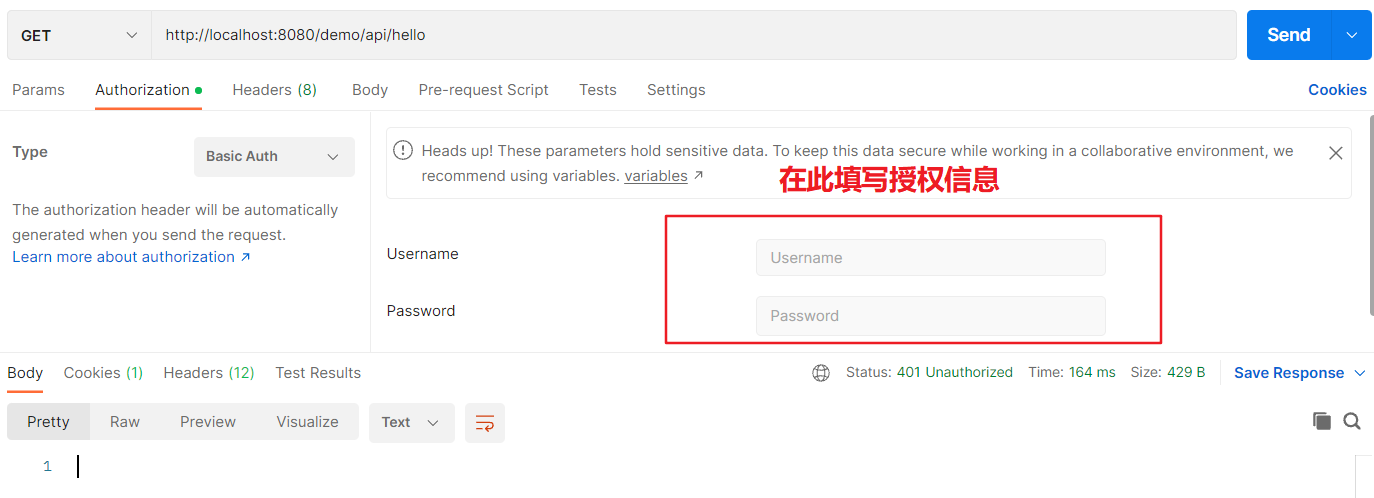 GET http://localhost:8080/demo/api/hello Send
Params Authorization Headers (8) Body Pre-request Script Tests Settings Cookies
Type Basic Auth
The authorization header will be automatically
generated when you send the request.
Learn more about authorization ↗
Heads up! These parameters hold sensitive data. To keep this data secure while working in a collaborative environment, we
recommend using variables. variables ↗
在此填写授权信息
Username Username
Password Password
Body Cookies (1) Headers (12) Test Results Status: 401 Unauthorized Time: 164 ms Size: 429 B Save Response
Pretty Raw Preview Visualize Text
1